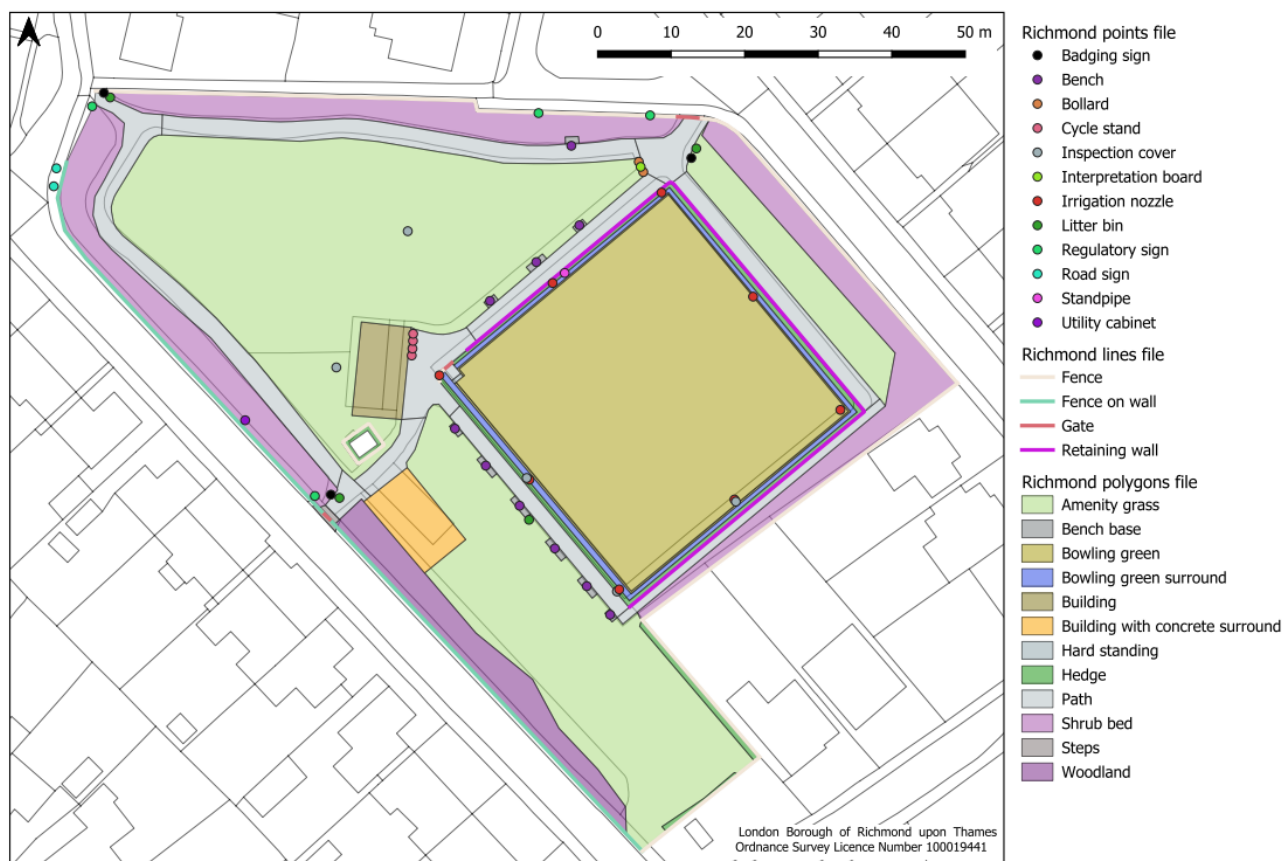 0 10 20 30 40 50 m
Richmond points file
Badging sign
Bench
Bollard
Cycle stand
Inspection cover
Interpretation board
Irrigation nozzle
Litter bin
Regulatory sign
Road sign
Standpipe
Utility cabinet
Richmond lines file
Fence
Fence on wall
Gate
Retaining wall
Richmond polygons file
Amenity grass
Bench base
Bowling green
Bowling green surround
Building
Building with concrete surround
Hard standing
Hedge
Path
Shrub bed
Steps
Woodland
London Borough of Richmond upon Thames
Ordnance Survey Licence Number 100019441